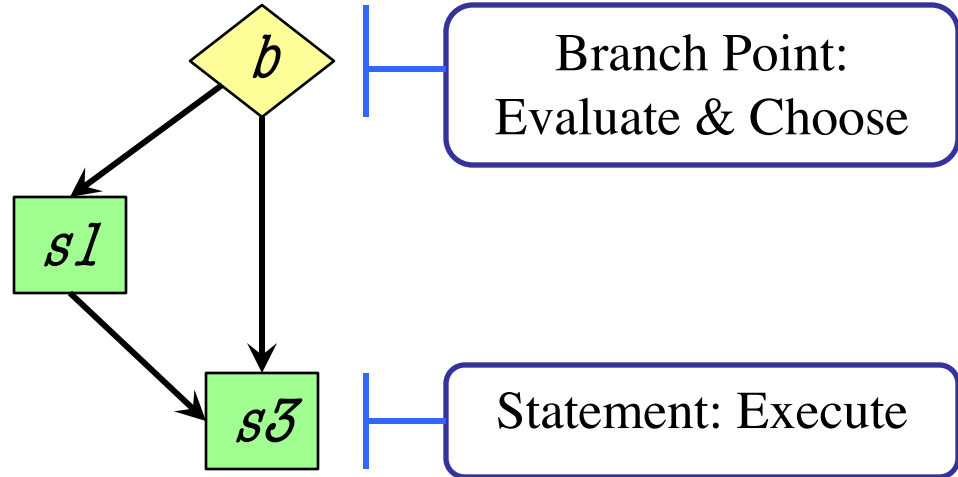 b
Branch Point:
Evaluate & Choose
s1
s3
Statement: Execute